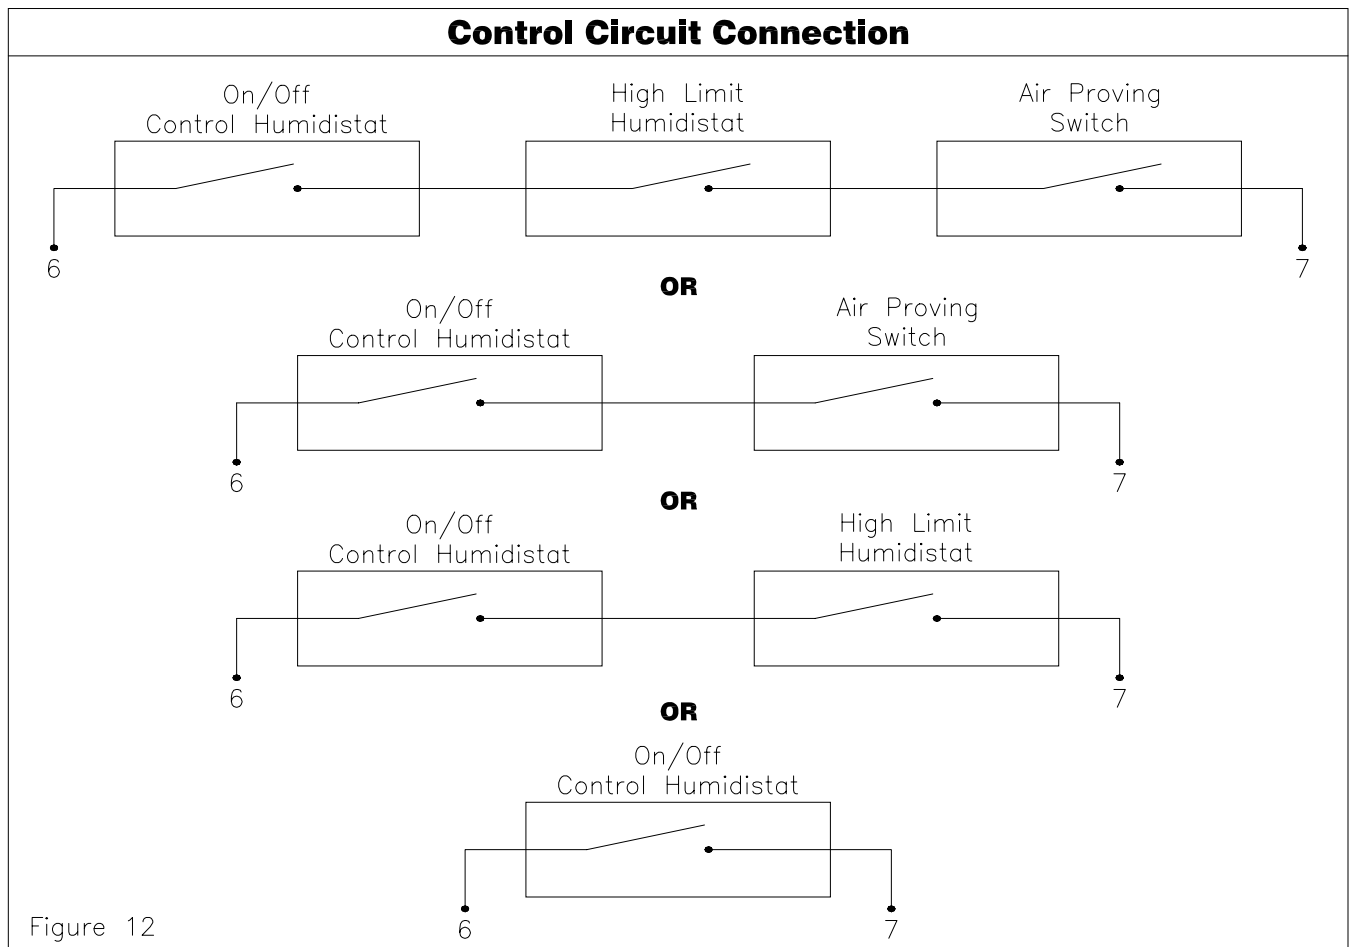 Control Circuit Connection
On/Off
Control Humidistat
High Limit
Humidistat
Air Proving
Switch
6
7
OR
On/Off
Control Humidistat
Air Proving
Switch
6
7
OR
On/Off
Control Humidistat
High Limit
Humidistat
6
7
OR
On/Off
Control Humidistat
6
7
Figure 12